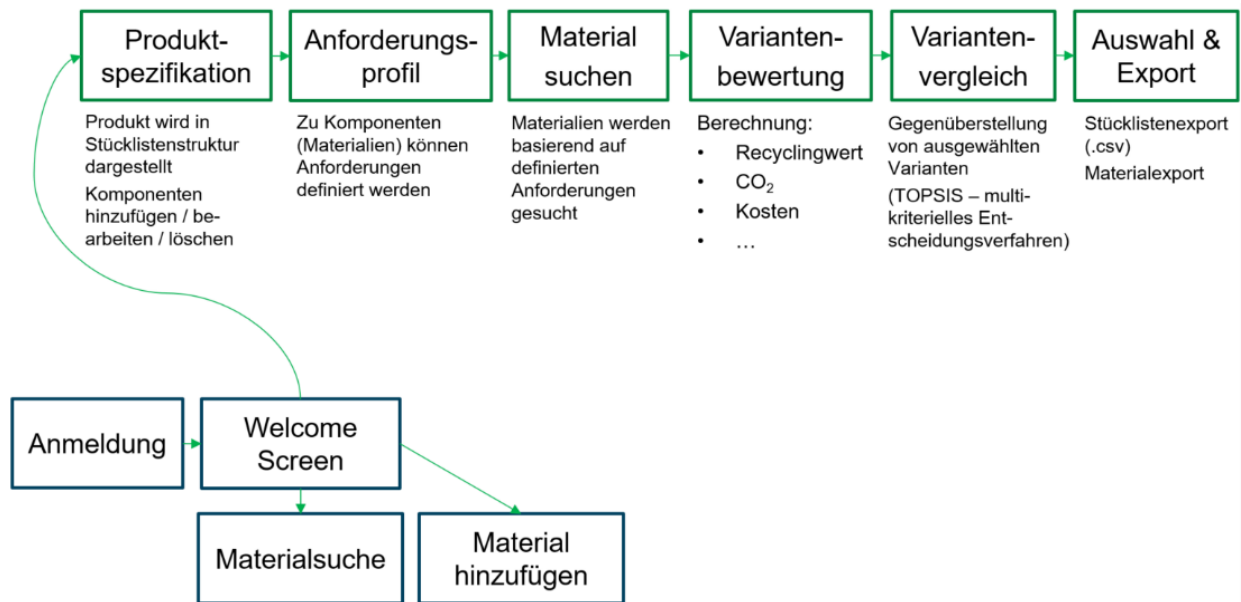 Produkt-
spezifikation
Anforderungs-
profil
Material
suchen
Varianten-
bewertung
Varianten-
vergleich
Auswahl &
Export
Produkt wird in
Stücklistenstruktur
dargestellt
Komponenten
hinzufügen / be-
arbeiten / löschen
Zu Komponenten
(Materialien) können
Anforderungen
definiert werden
Materialien werden
basierend auf
definierten
Anforderungen
gesucht
Berechnung:
• Recyclingwert
• CO₂
• Kosten
• …
Gegenüberstellung
von ausgewählten
Varianten
(TOPSIS – multi-
kriterielles Ent-
scheidungsverfahren)
Stücklistenexport
(.csv)
Materialexport
Anmeldung
Welcome
Screen
Materialsuche
Material
hinzufügen